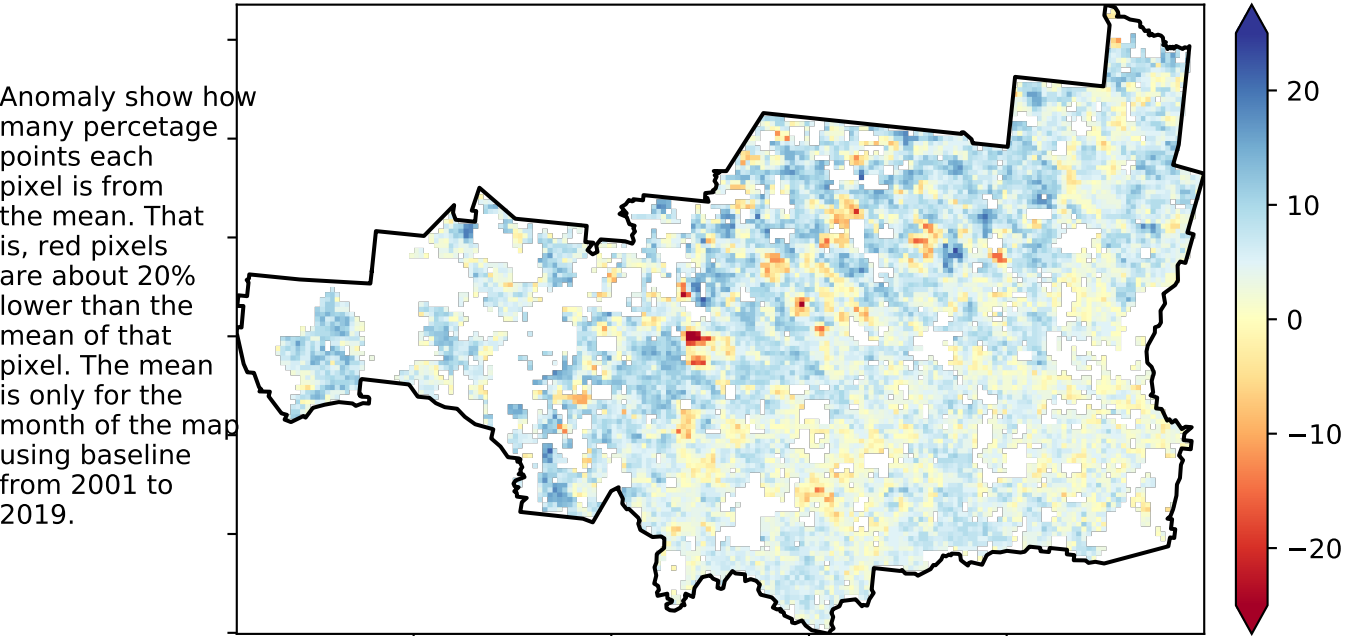 Anomaly show how
many percetage
points each
pixel is from
the mean. That
is, red pixels
are about 20%
lower than the
mean of that
pixel. The mean
is only for the
month of the map
using baseline
from 2001 to
2019.
20
10
0
−10
−20